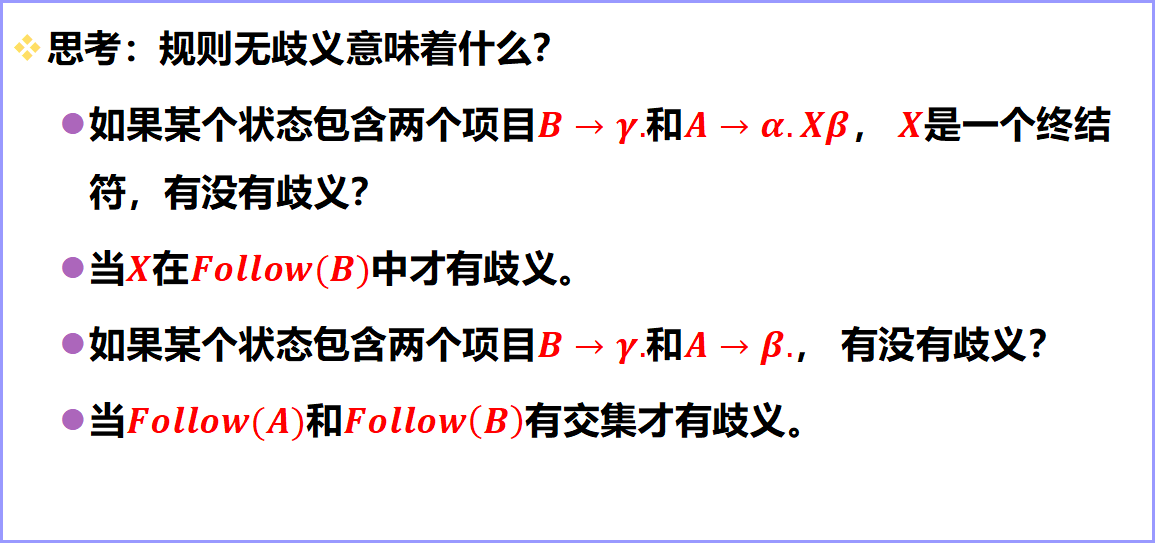 思考：规则无歧义意味着什么？
如果某个状态包含两个项目B → γ.和A → α.Xβ， X是一个终结
符，有没有歧义？
当X在Follow(B)中才有歧义。
如果某个状态包含两个项目B → γ.和A → β.， 有没有歧义？
当Follow(A)和Follow(B)有交集才有歧义。